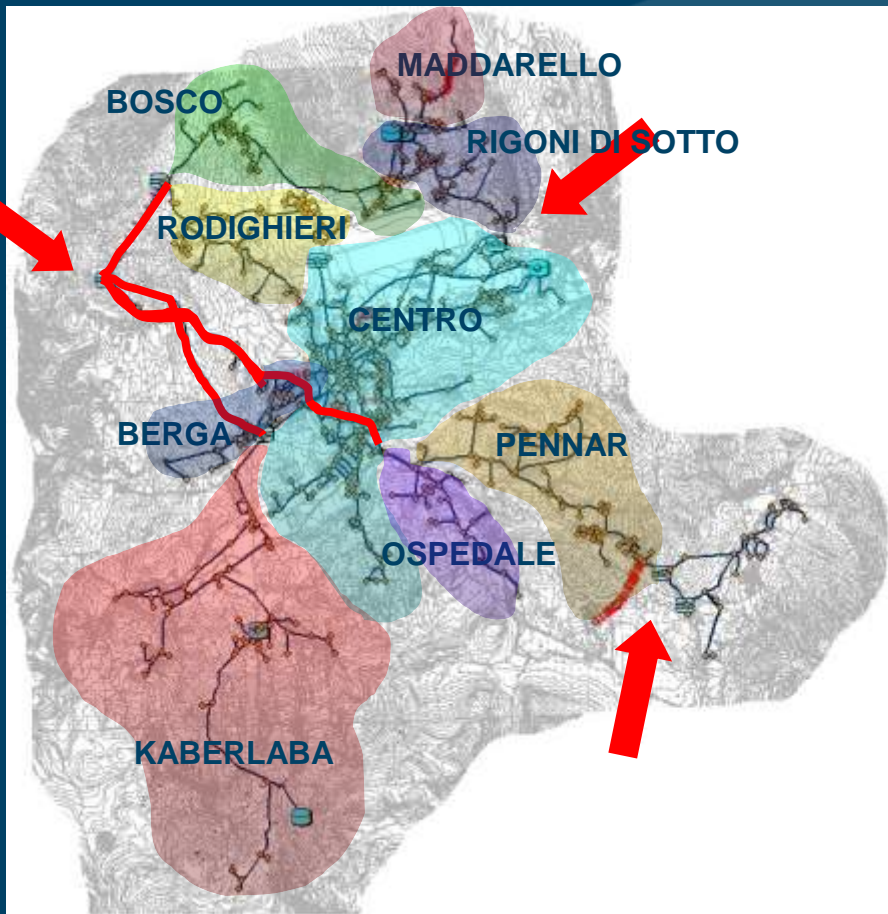 MADDARELLO
BOSCO
RIGONI DI SOTTO
RODIGHIERI
CENTRO
BERGA
PENNAR
OSPEDALE
KABERLABA